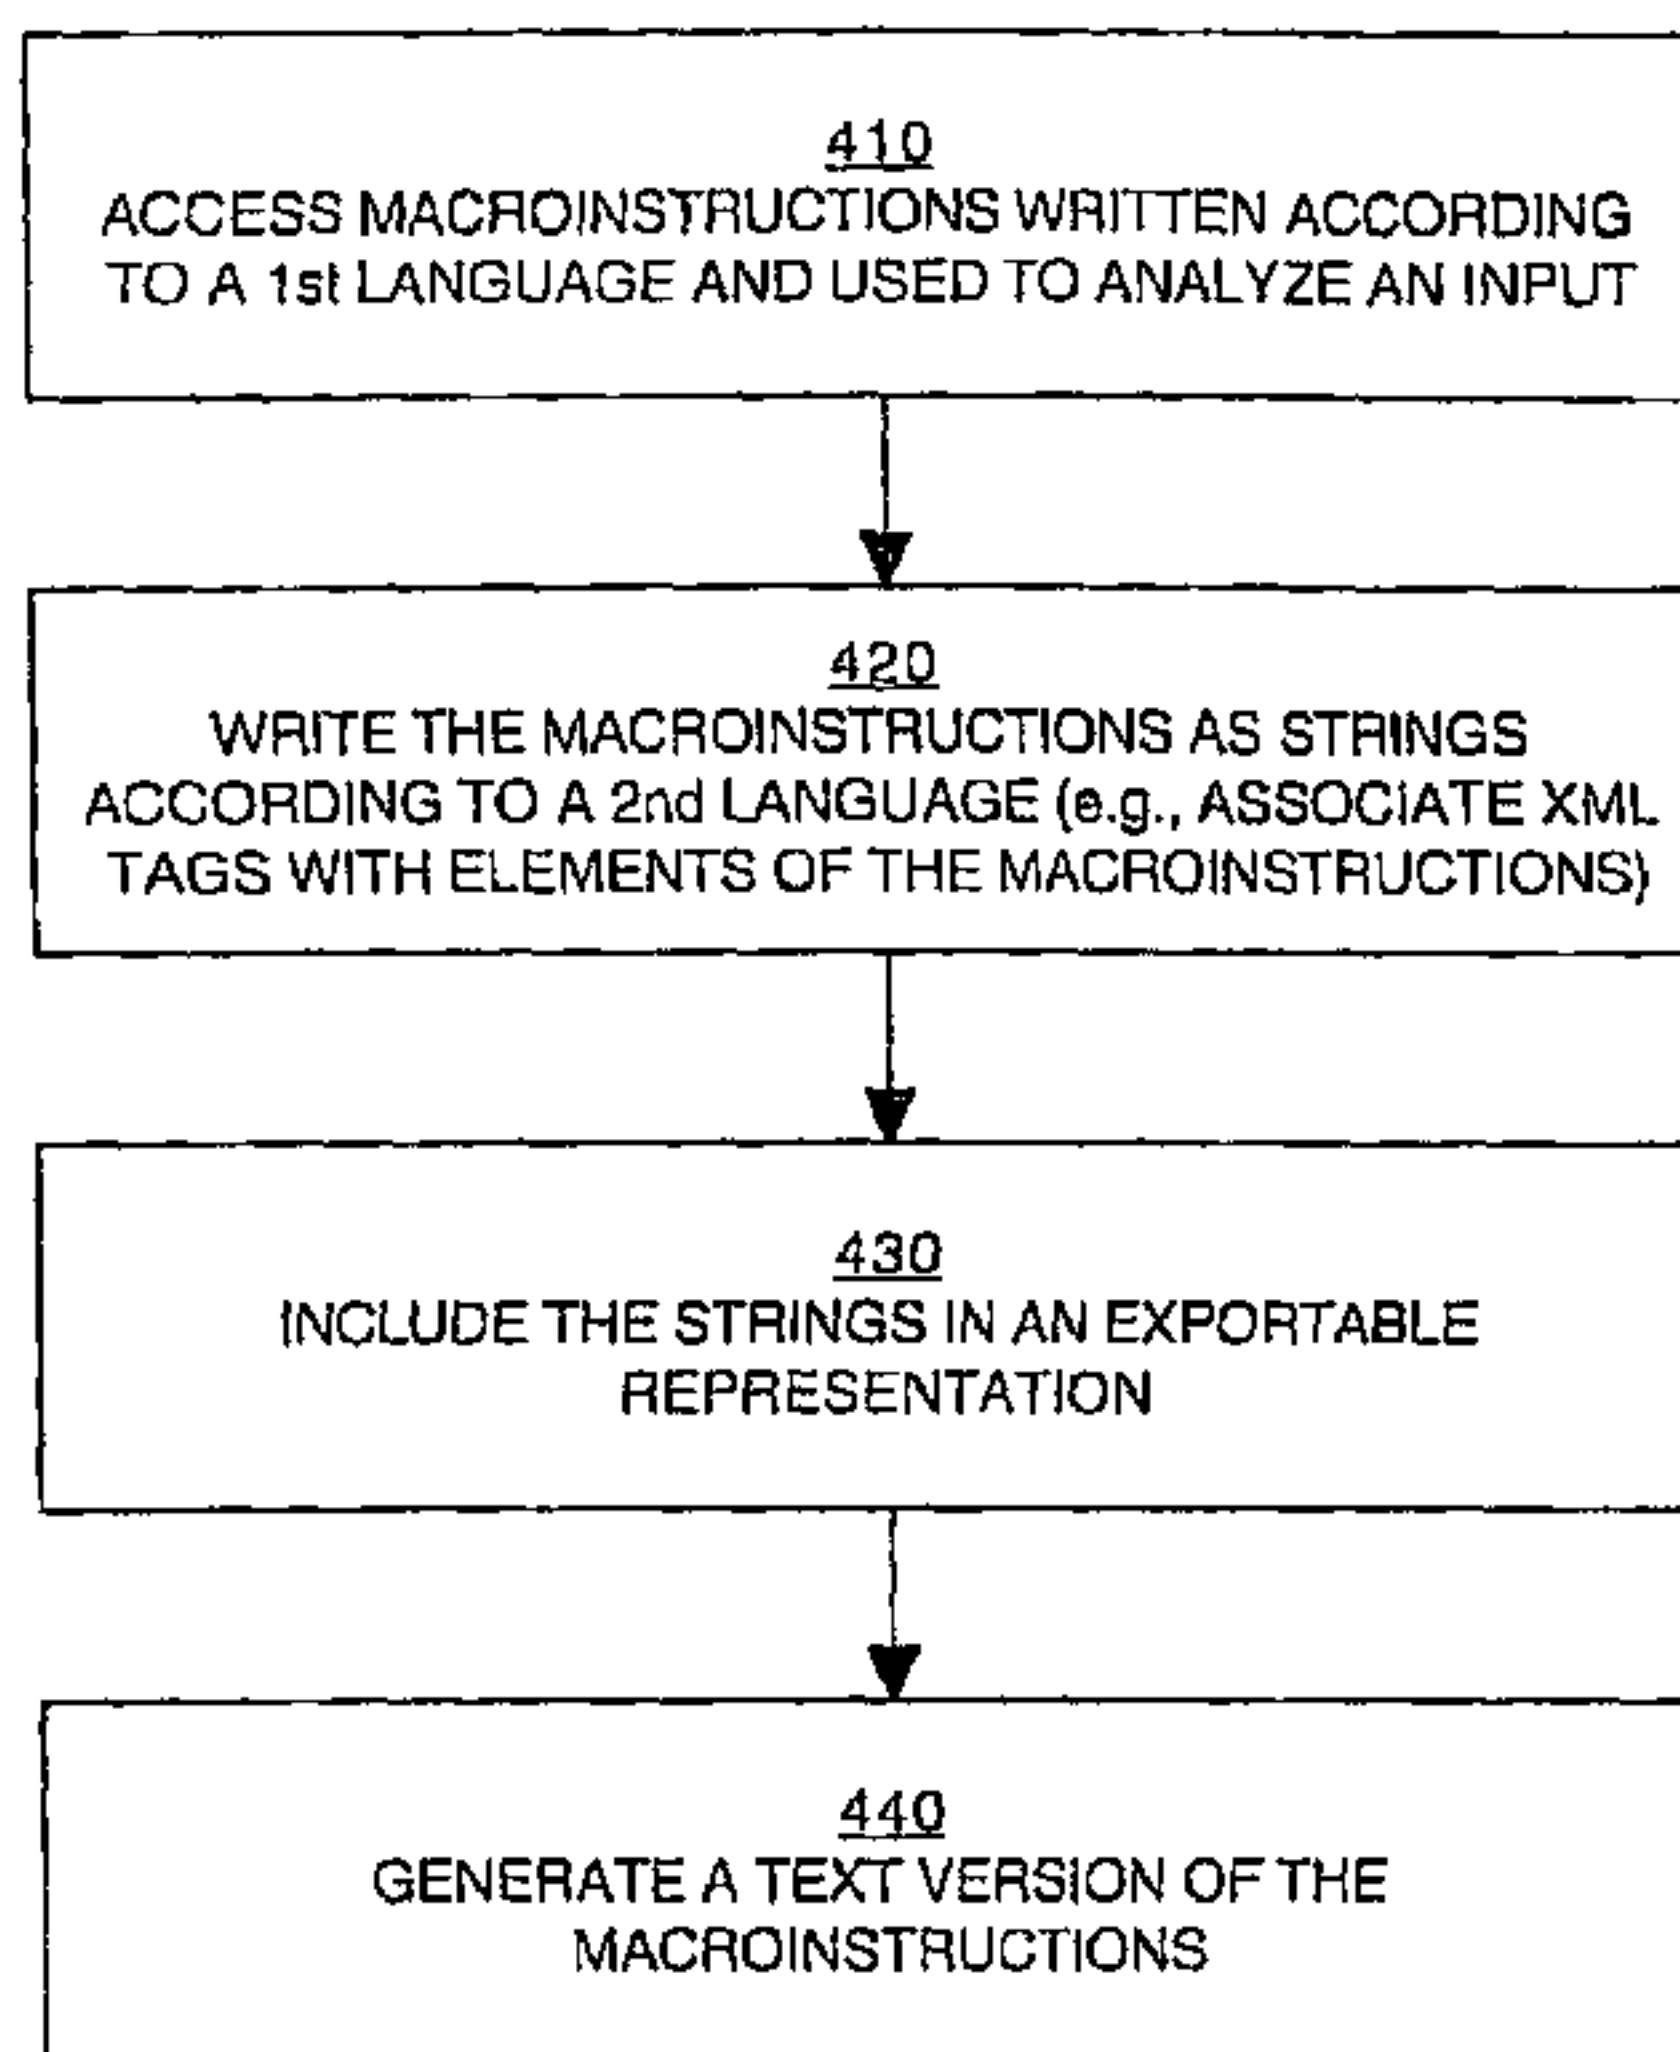 410
ACCESS MACROINSTRUCTIONS WRITTEN ACCORDING
TO A 1st LANGUAGE AND USED TO ANALYZE AN INPUT
420
WRITE THE MACROINSTRUCTIONS AS STRINGS
ACCORDING TO A 2nd LANGUAGE (e.g., ASSOCIATE XML
TAGS WITH ELEMENTS OF THE MACROINSTRUCTIONS)
430
INCLUDE THE STRINGS IN AN EXPORTABLE
REPRESENTATION
440
GENERATE A TEXT VERSION OF THE
MACROINSTRUCTIONS